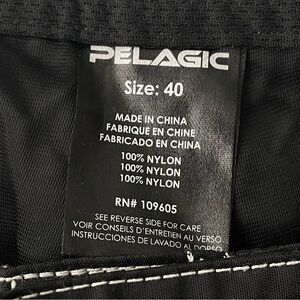 PELAGIC
Size: 40
MADE IN CHINA
FABRIQUE EN CHINE
FABRICADO EN CHINA
100% NYLON
100% NYLON
100% NYLON
RN# 109605
SEE REVERSE SIDE FOR CARE
VOIR CONSEILS D'ENTRETIEN AU VERSO
INSTRUCCIONES DE LAVADO AL DORSO